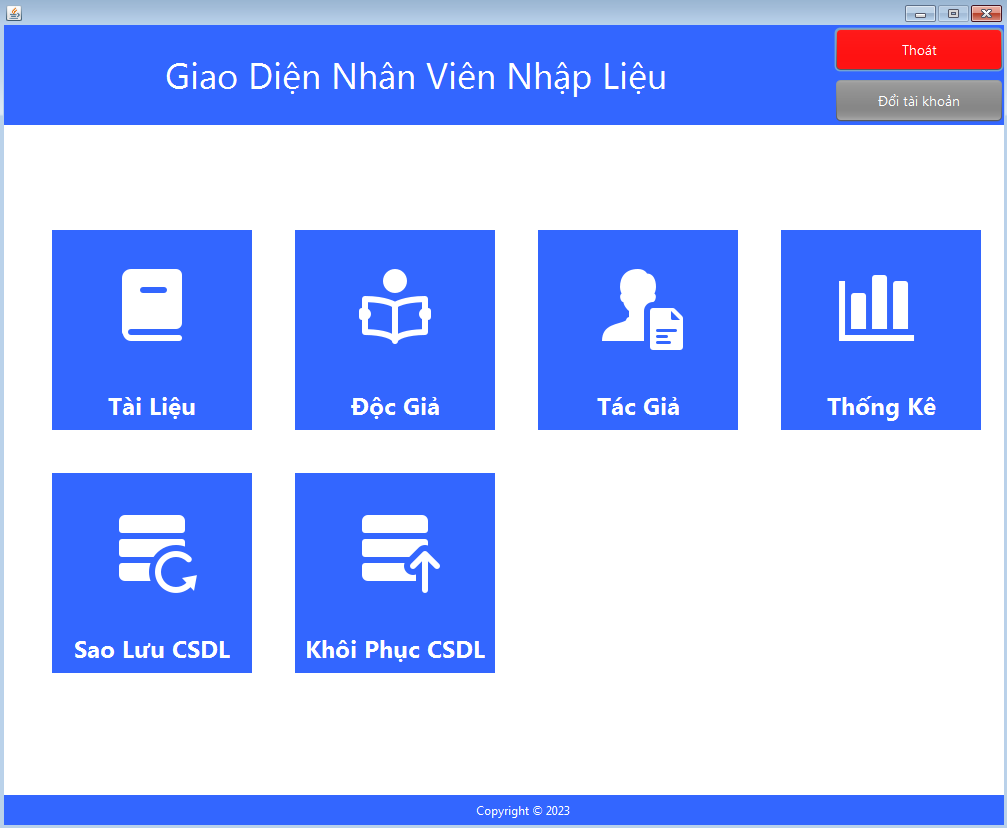 Giao Diện Nhân Viên Nhập Liệu
Thoát
Đổi tài khoản
Tài Liệu
Độc Giả
Tác Giả
Thống Kê
Sao Lưu CSDL
Khôi Phục CSDL
Copyright © 2023